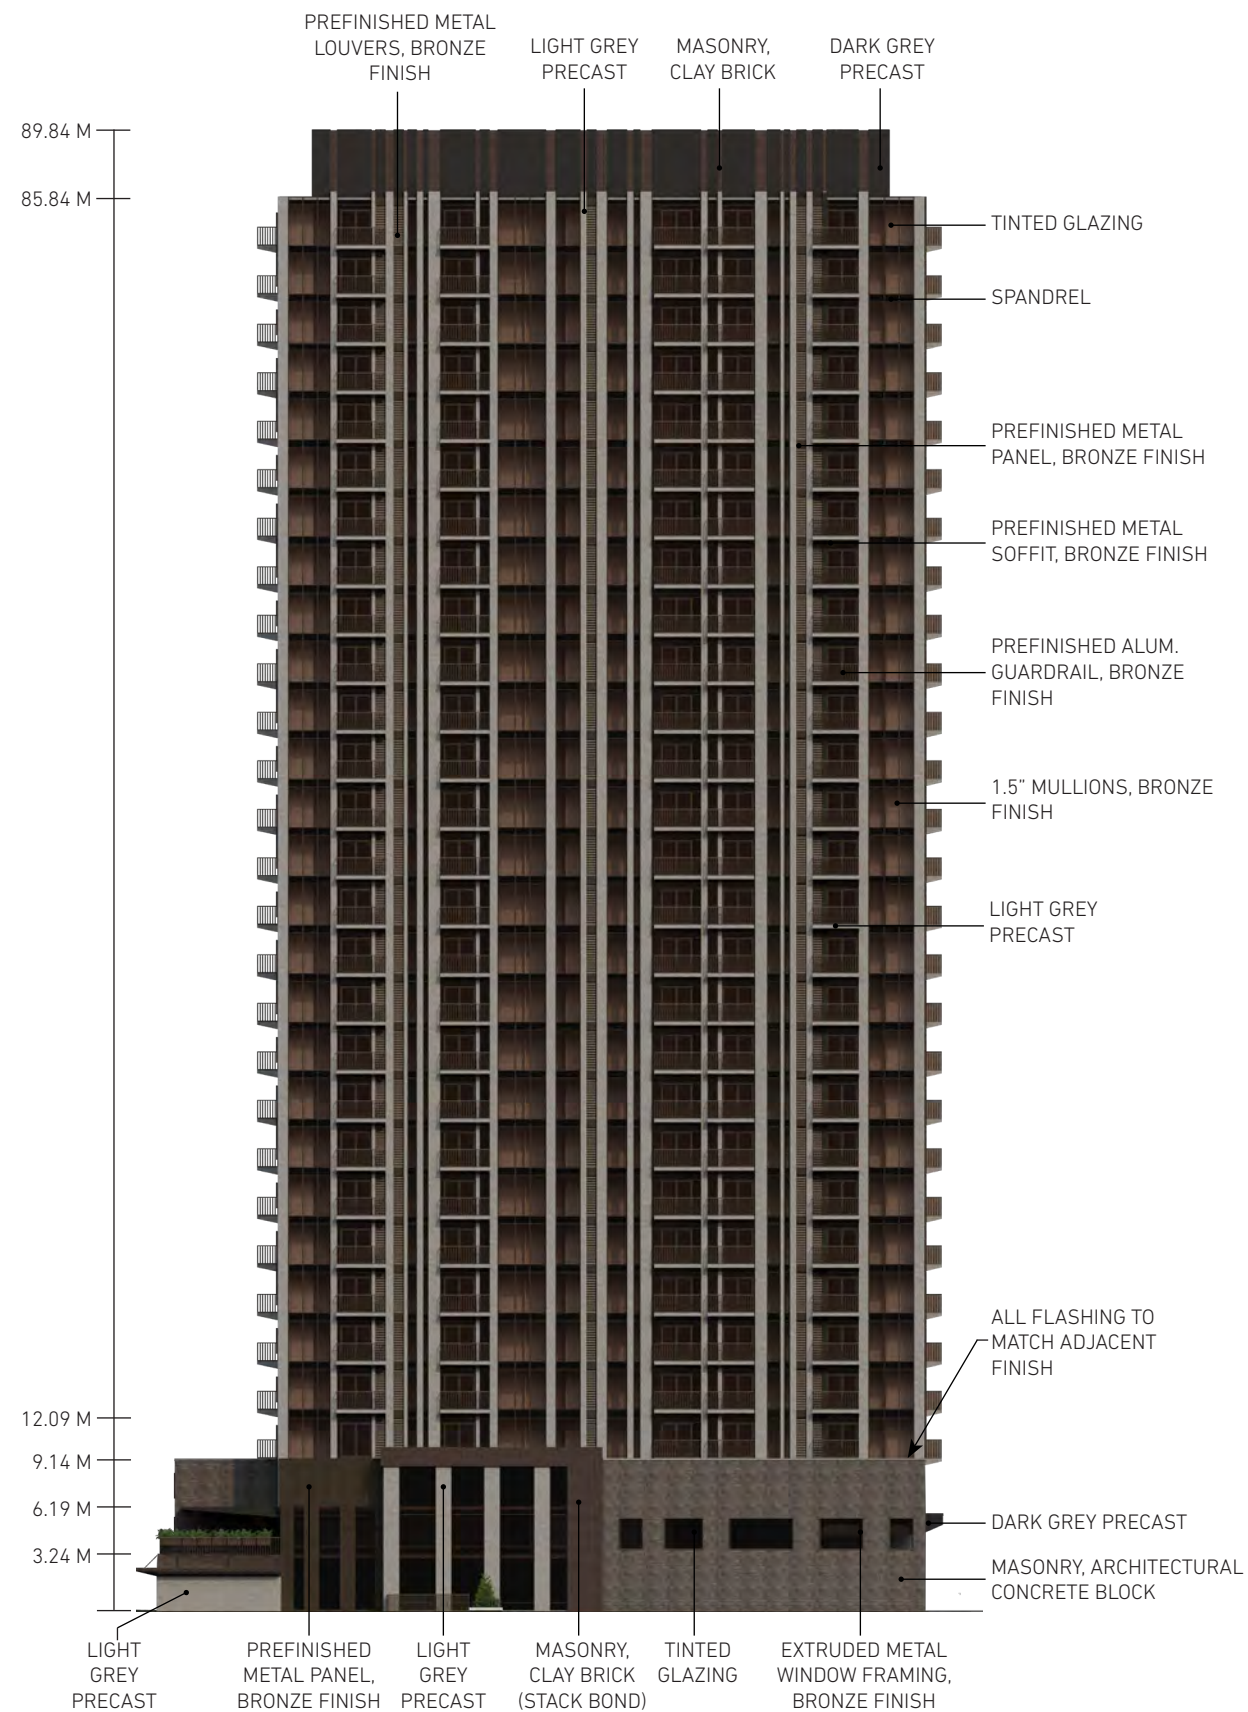 PREFINISHED METAL
LOUVERS, BRONZE
FINISH
LIGHT GREY
PRECAST
MASONRY,
CLAY BRICK
DARK GREY
PRECAST
89.84 M
85.84 M
TINTED GLAZING
SPANDREL
PREFINISHED METAL
PANEL, BRONZE FINISH
PREFINISHED METAL
SOFFIT, BRONZE FINISH
PREFINISHED ALUM.
GUARDRAIL, BRONZE
FINISH
1.5” MULLIONS, BRONZE
FINISH
LIGHT GREY
PRECAST
ALL FLASHING TO
MATCH ADJACENT
FINISH
12.09 M
9.14 M
6.19 M
3.24 M
DARK GREY PRECAST
MASONRY, ARCHITECTURAL
CONCRETE BLOCK
LIGHT
GREY
PRECAST
PREFINISHED
METAL PANEL,
BRONZE FINISH
LIGHT
GREY
PRECAST
MASONRY,
CLAY BRICK
(STACK BOND)
TINTED
GLAZING
EXTRUDED METAL
WINDOW FRAMING,
BRONZE FINISH